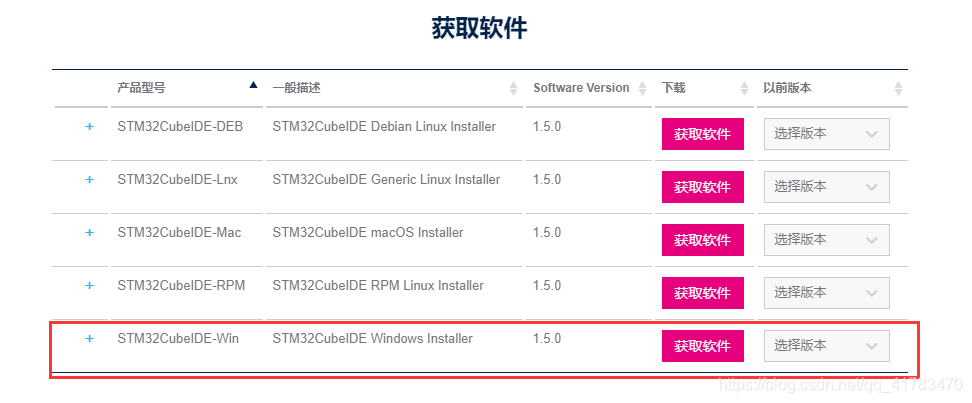 获取软件
产品型号 一般描述 Software Version 下载 以前版本
+ STM32CubeIDE-DEB STM32CubeIDE Debian Linux Installer 1.5.0 获取软件 选择版本
+ STM32CubeIDE-Lnx STM32CubeIDE Generic Linux Installer 1.5.0 获取软件 选择版本
+ STM32CubeIDE-Mac STM32CubeIDE macOS Installer 1.5.0 获取软件 选择版本
+ STM32CubeIDE-RPM STM32CubeIDE RPM Linux Installer 1.5.0 获取软件 选择版本
+ STM32CubeIDE-Win STM32CubeIDE Windows Installer 1.5.0 获取软件 选择版本
https://blog.csdn.net/qq_41783470